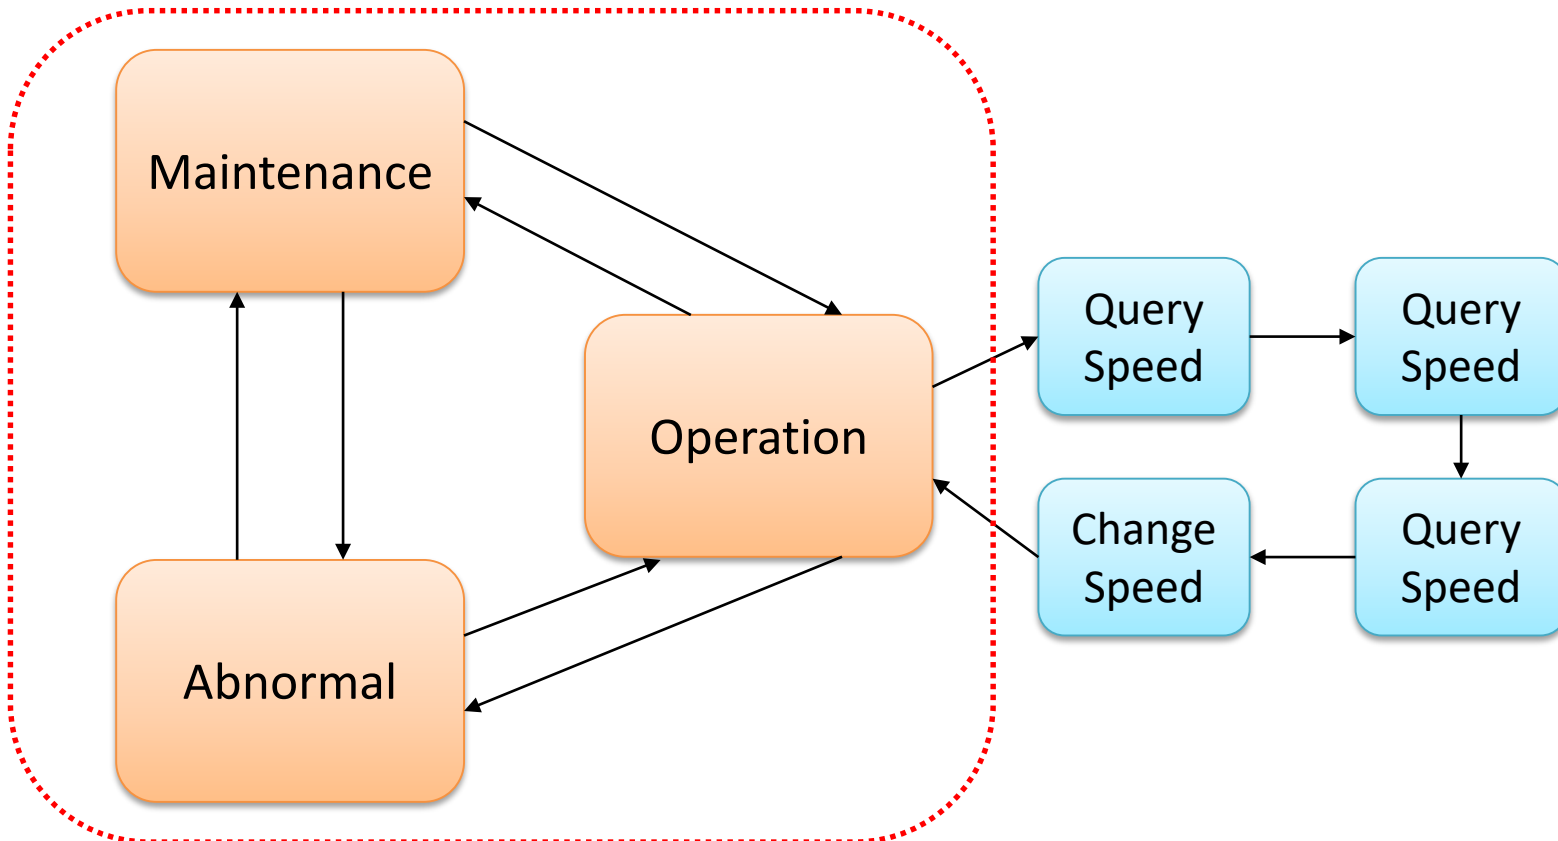 Maintenance
Operation
Abnormal
Query
Speed
Query
Speed
Change
Speed
Query
Speed